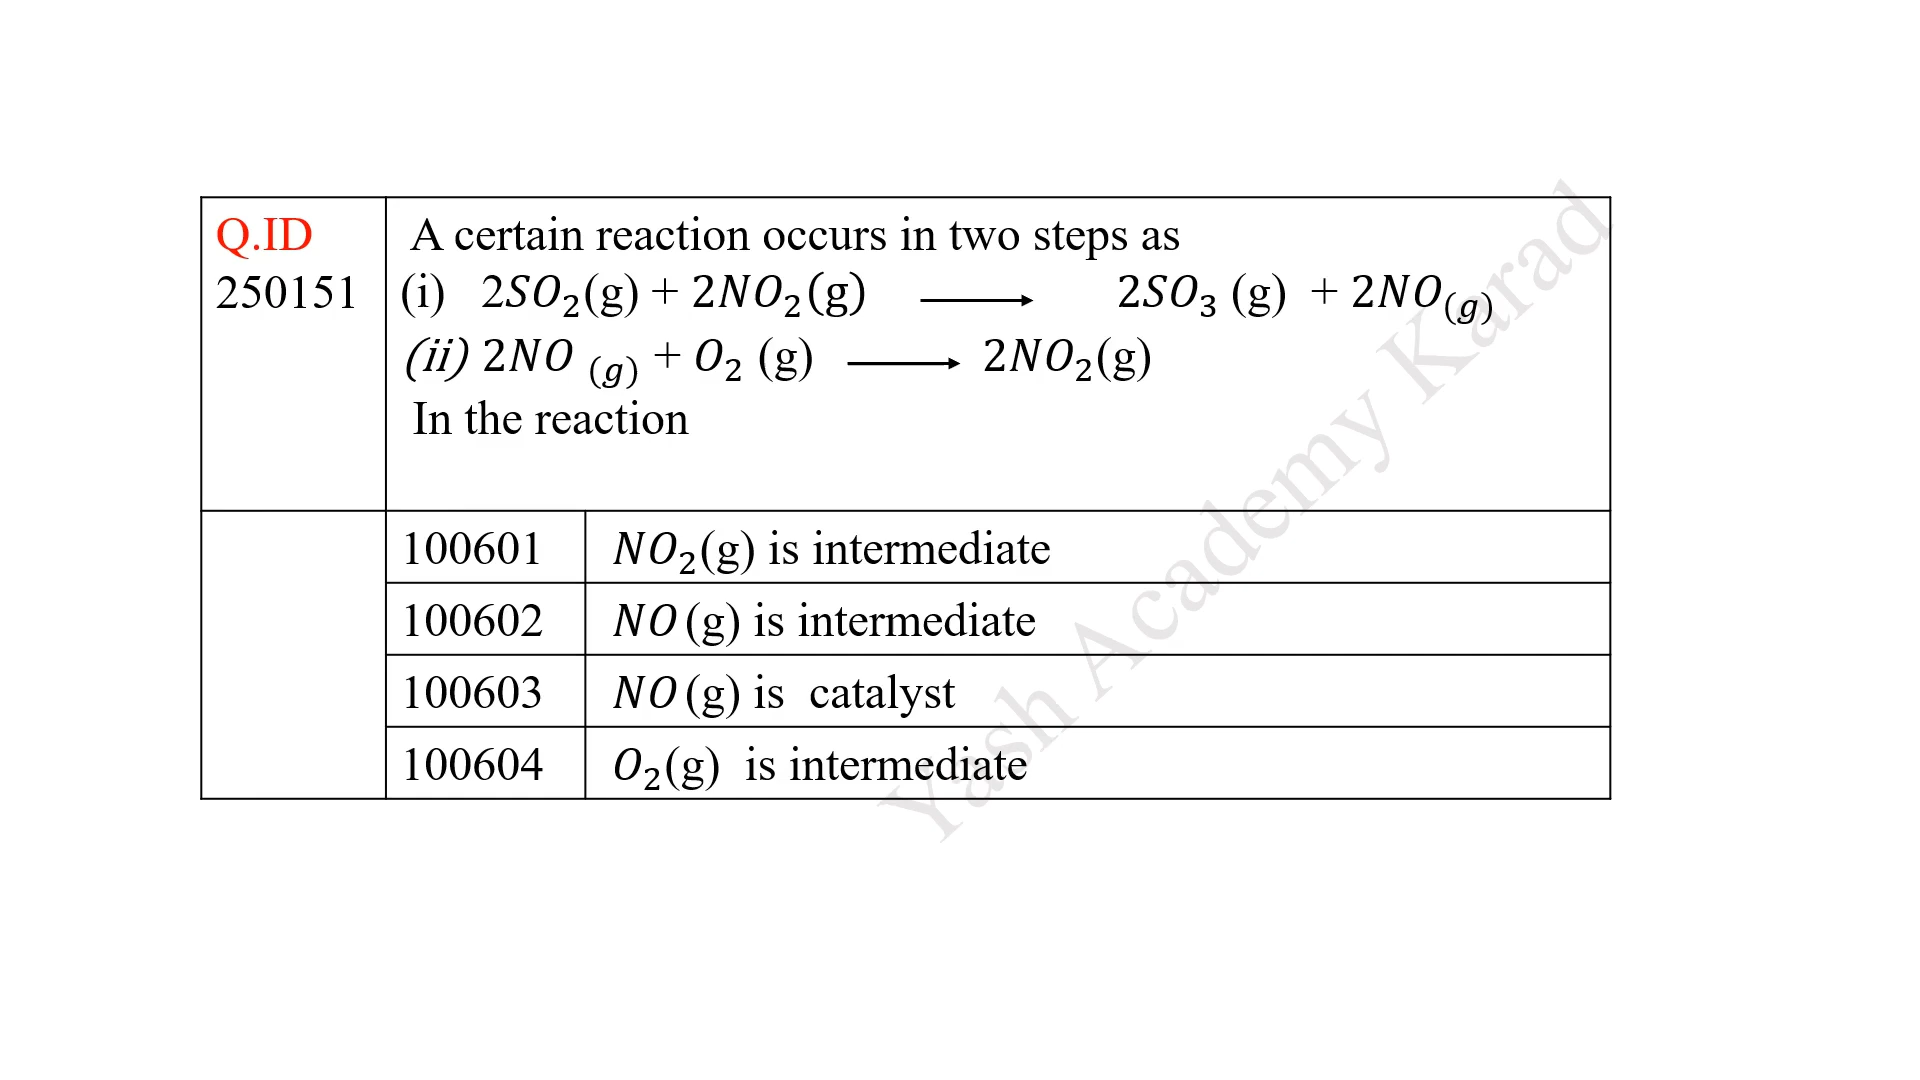 Q.ID
250151
A certain reaction occurs in two steps as
(i) 2SO₂(g) + 2NO₂(g) ⟶ 2SO₃ (g) + 2NO₍g₎
(ii) 2NO ₍g₎ + O₂ (g) ⟶ 2NO₂(g)
In the reaction
100601 NO₂(g) is intermediate
100602 NO (g) is intermediate
100603 NO (g) is catalyst
100604 O₂(g) is intermediate
Yash Academy Karad